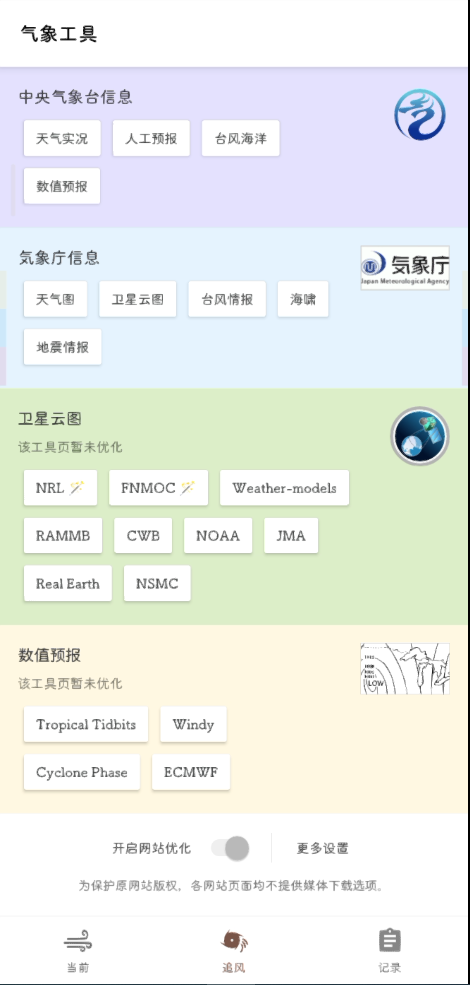 气象工具
中央气象台信息
天气实况 人工预报 台风海洋
数值预报
気象庁信息
気象庁
Japan Meteorological Agency
天气图 卫星云图 台风情报 海啸
地震情报
卫星云图
该工具页暂未优化
NRL FNMOC Weather-models
RAMMB CWB NOAA JMA
Real Earth NSMC
数值预报
该工具页暂未优化
LOW
Tropical Tidbits Windy
Cyclone Phase ECMWF
开启网站优化 更多设置
为保护原网站版权，各网站页面均不提供媒体下载选项。
当前 追风 记录